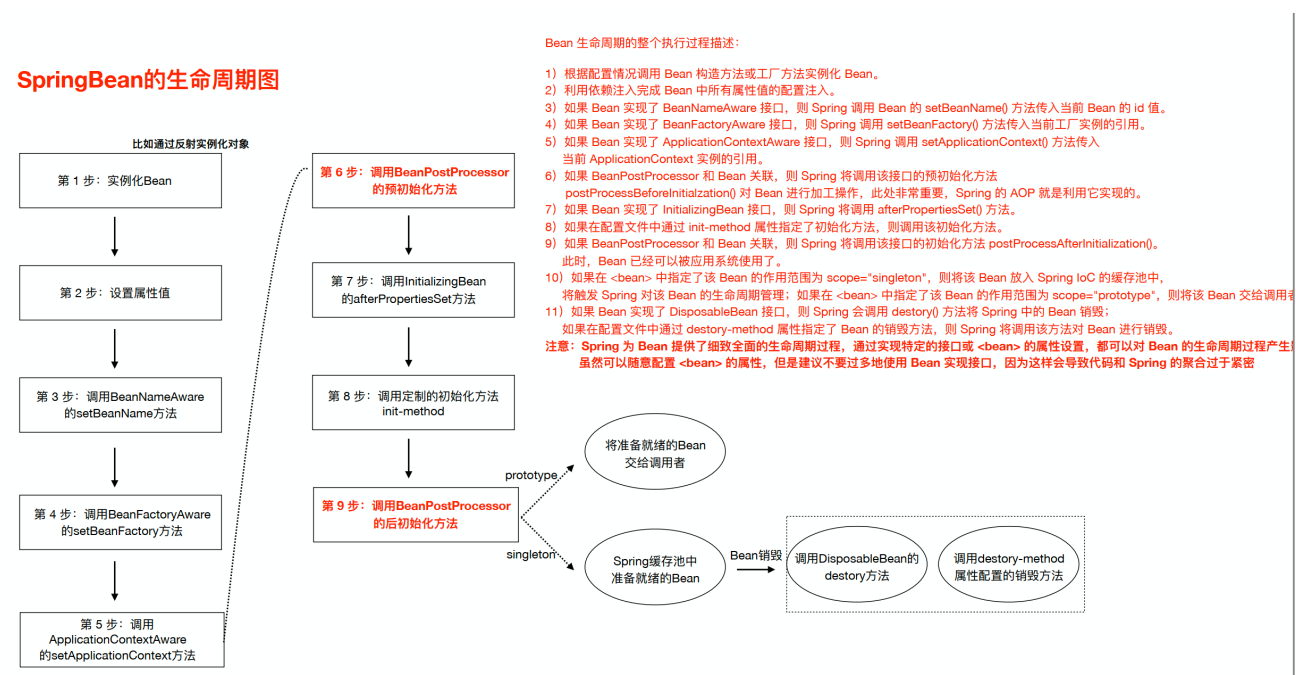 SpringBean的生命周期图
比如通过反射实例化对象
第 1 步：实例化Bean
第 2 步：设置属性值
第 3 步：调用BeanNameAware
的setBeanName方法
第 4 步：调用BeanFactoryAware
的setBeanFactory方法
第 5 步：调用
ApplicationContextAware
的setApplicationContext方法
第 6 步：调用BeanPostProcessor
的预初始化方法
第 7 步：调用InitializingBean
的afterPropertiesSet方法
第 8 步：调用定制的初始化方法
init-method
第 9 步：调用BeanPostProcessor
的后初始化方法
prototype
singleton
将准备就绪的Bean
交给调用者
Spring缓存池中
准备就绪的Bean
Bean销毁
调用DisposableBean的
destory方法
调用destory-method
属性配置的销毁方法
Bean 生命周期的整个执行过程描述：
1）根据配置情况调用 Bean 构造方法或工厂方法实例化 Bean。
2）利用依赖注入完成 Bean 中所有属性值的配置注入。
3）如果 Bean 实现了 BeanNameAware 接口，则 Spring 调用 Bean 的 setBeanName() 方法传入当前 Bean 的 id 值。
4）如果 Bean 实现了 BeanFactoryAware 接口，则 Spring 调用 setBeanFactory() 方法传入当前工厂实例的引用。
5）如果 Bean 实现了 ApplicationContextAware 接口，则 Spring 调用 setApplicationContext() 方法传入
当前 ApplicationContext 实例的引用。
6）如果 BeanPostProcessor 和 Bean 关联，则 Spring 将调用该接口的预初始化方法
postProcessBeforeInitialzation() 对 Bean 进行加工操作，此处非常重要，Spring 的 AOP 就是利用它实现的。
7）如果 Bean 实现了 InitializingBean 接口，则 Spring 将调用 afterPropertiesSet() 方法。
8）如果在配置文件中通过 init-method 属性指定了初始化方法，则调用该初始化方法。
9）如果 BeanPostProcessor 和 Bean 关联，则 Spring 将调用该接口的初始化方法 postProcessAfterInitialization()。
此时，Bean 已经可以被应用系统使用了。
10）如果在 <bean> 中指定了该 Bean 的作用范围为 scope="singleton"，则将该 Bean 放入 Spring IoC 的缓存池中，
将触发 Spring 对该 Bean 的生命周期管理；如果在 <bean> 中指定了该 Bean 的作用范围为 scope="prototype"，则将该 Bean 交给调用者
11）如果 Bean 实现了 DisposableBean 接口，则 Spring 会调用 destory() 方法将 Spring 中的 Bean 销毁；
如果在配置文件中通过 destory-method 属性指定了 Bean 的销毁方法，则 Spring 将调用该方法对 Bean 进行销毁。
注意：Spring 为 Bean 提供了细致全面的生命周期过程，通过实现特定的接口或 <bean> 的属性设置，都可以对 Bean 的生命周期过程产生
虽然可以随意配置 <bean> 的属性，但是建议不要过多地使用 Bean 实现接口，因为这样会导致代码和 Spring 的聚合过于紧密